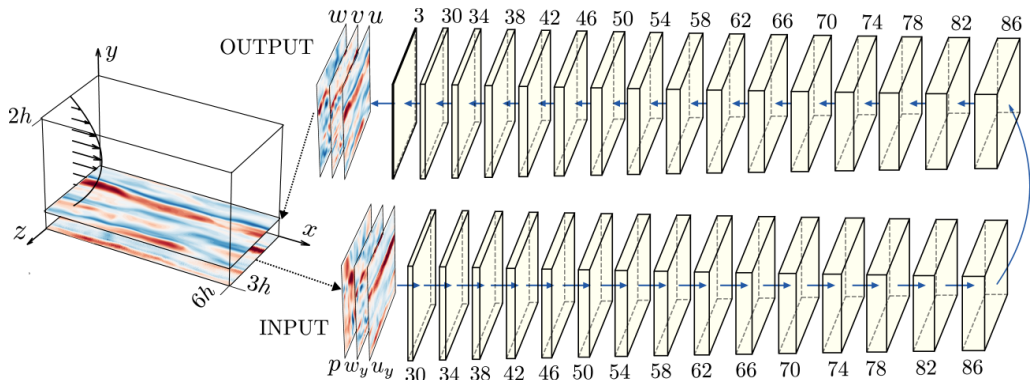 w v u
3 30 34 38 42 46 50 54 58 62 66 70 74 78 82 86
OUTPUT
y
2h
x
z
6h
3h
INPUT
p w_y u_y
30 34 38 42 46 50 54 58 62 66 70 74 78 82 86